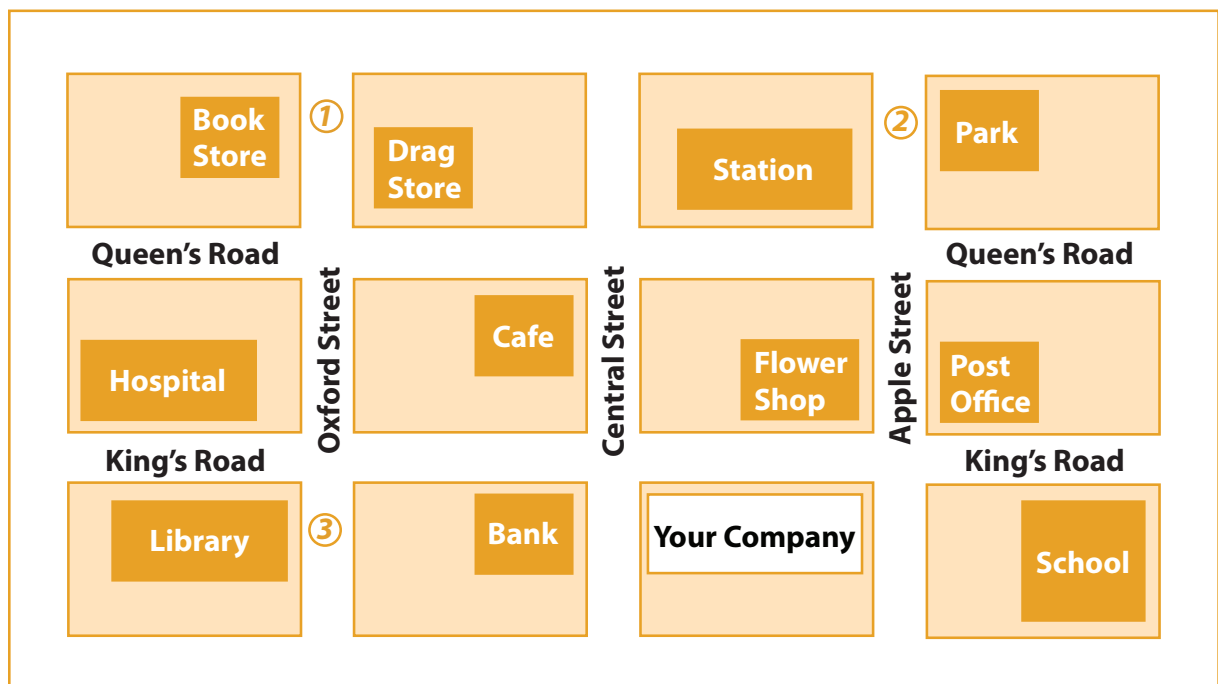 Book
Store
①
Drag
Store
Station
②
Park
Queen's Road
Queen's Road
Hospital
Oxford Street
Cafe
Central Street
Flower
Shop
Apple Street
Post
Office
King's Road
King's Road
Library
③
Bank
Your Company
School